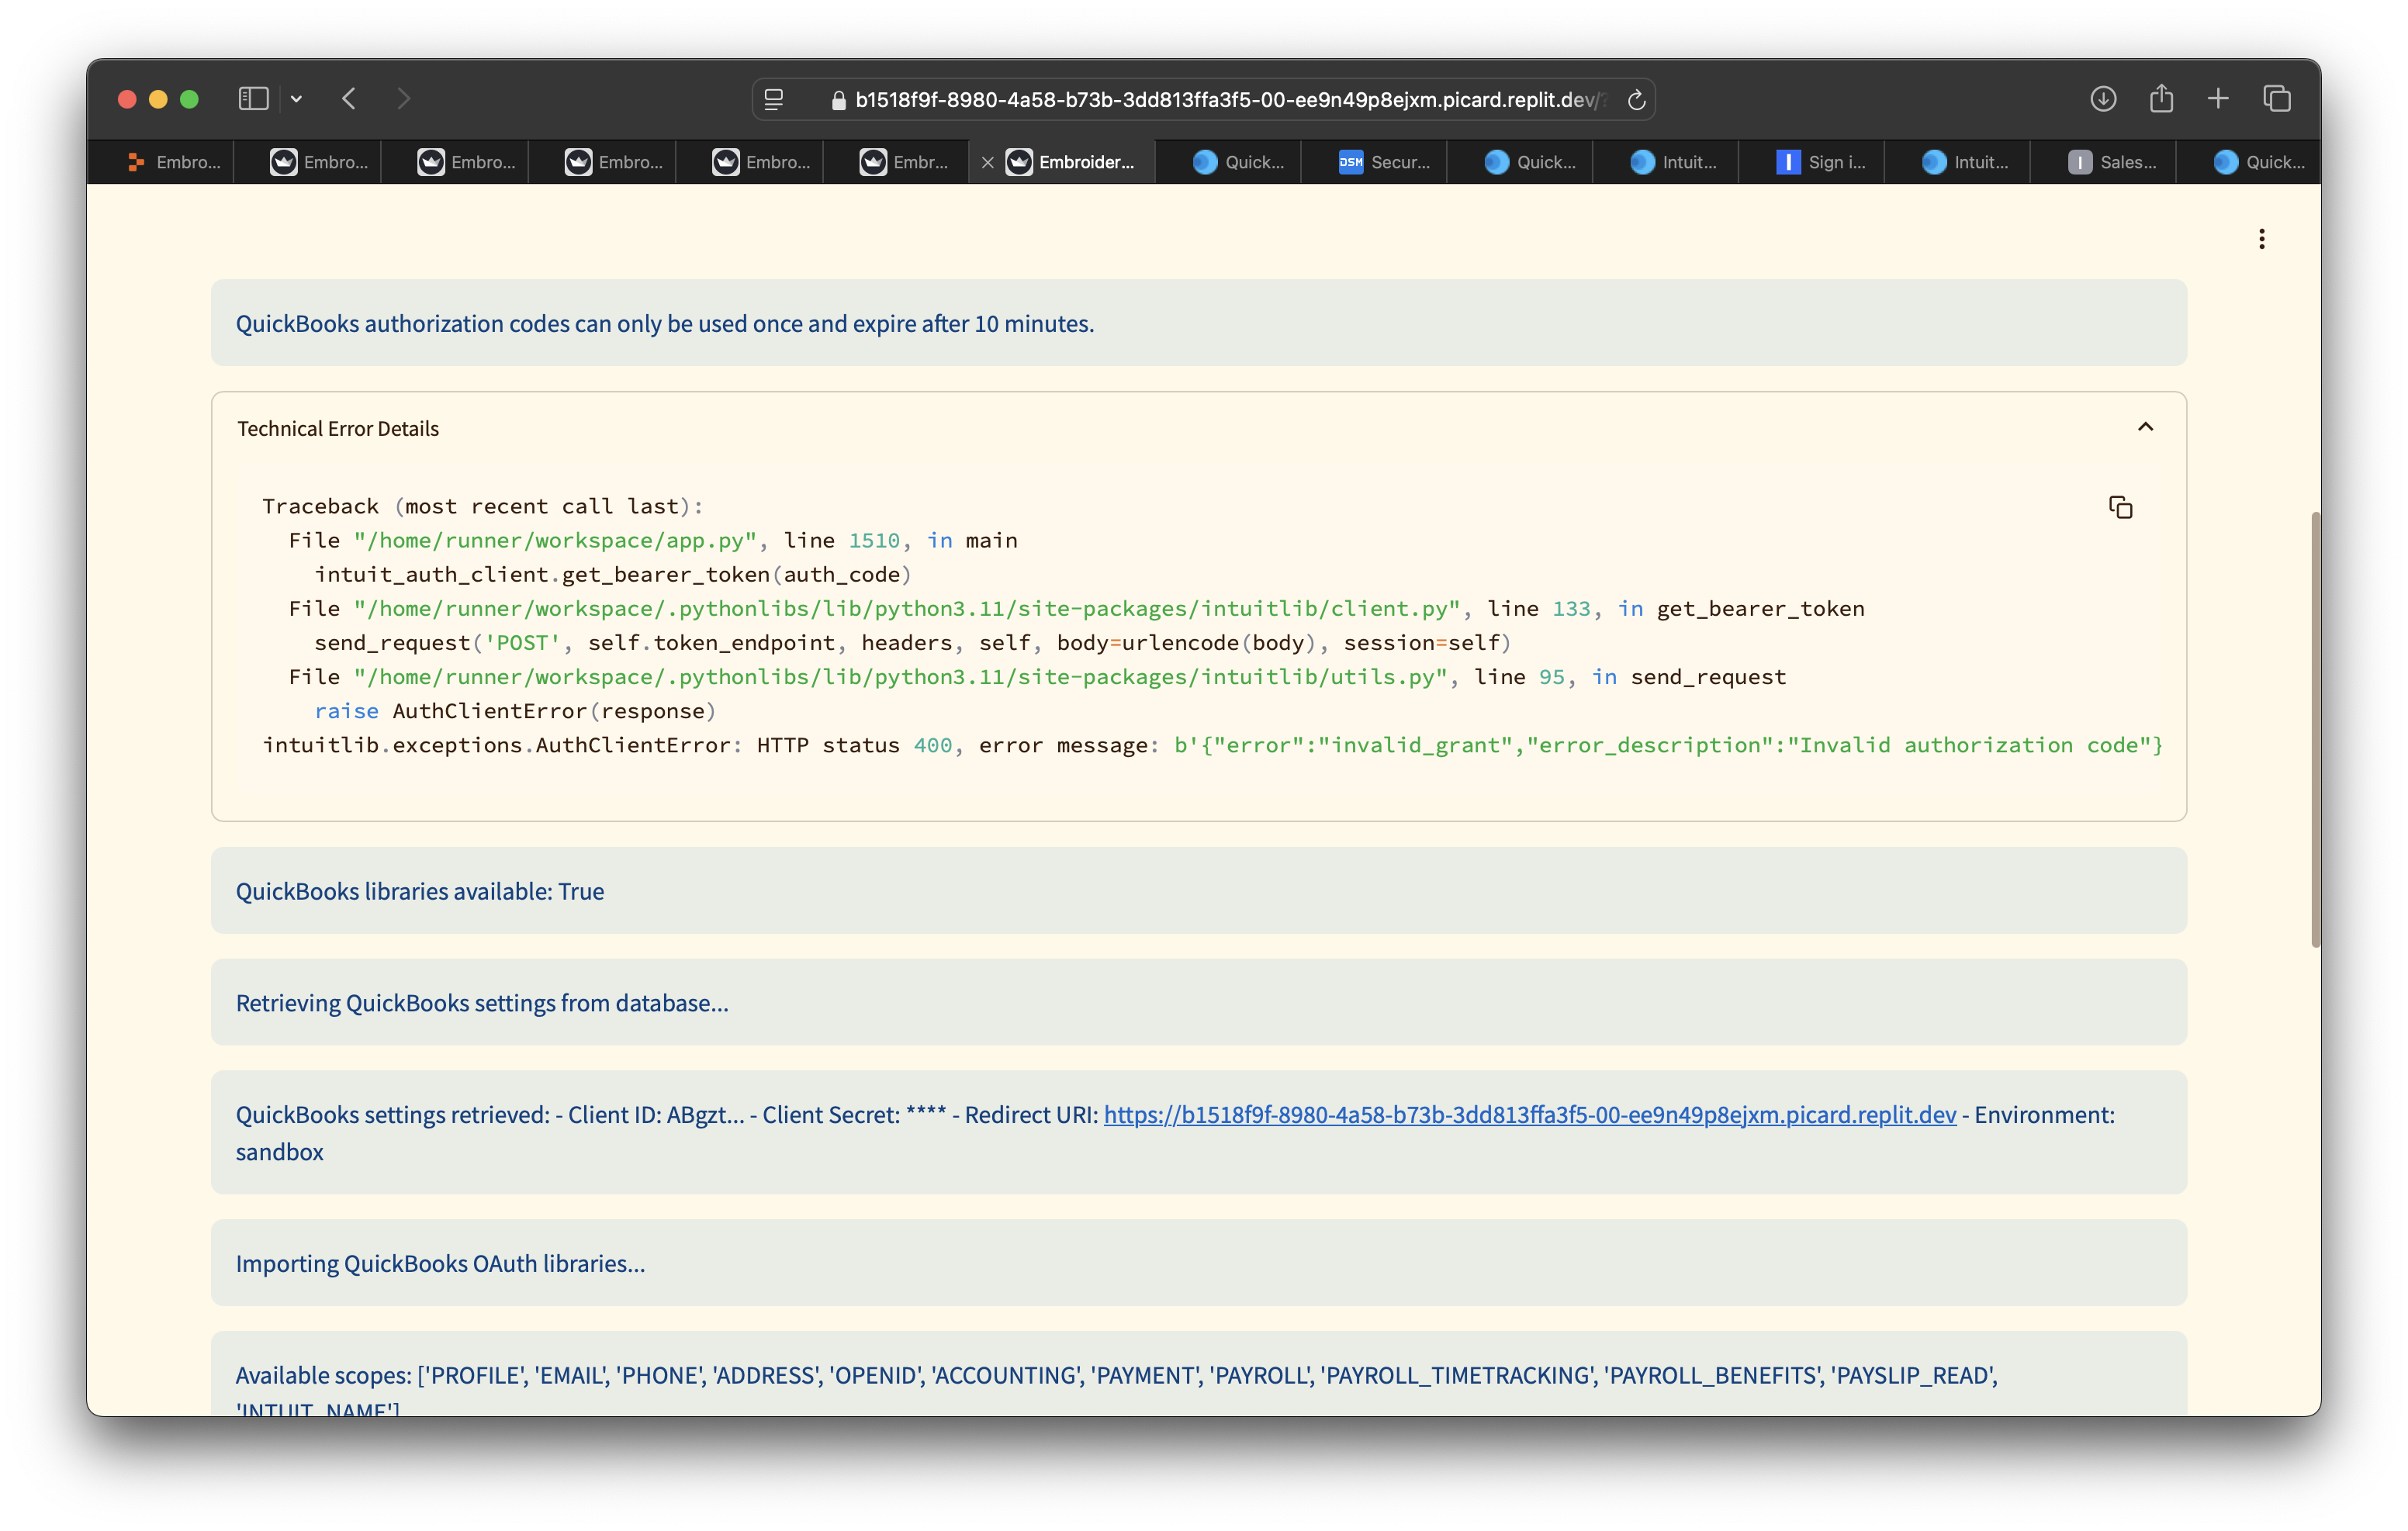 b1518f9f-8980-4a58-b73b-3dd813ffa3f5-00-ee9n49p8ejxm.picard.replit.dev/?
Embro...
Embro...
Embro...
Embro...
Embro...
Embr...
Embroider...
Quick...
DSM Secur...
Quick...
Intuit...
Sign i...
Intuit...
I Sales...
Quick...
QuickBooks authorization codes can only be used once and expire after 10 minutes.
Technical Error Details
Traceback (most recent call last):
File "/home/runner/workspace/app.py", line 1510, in main
intuit_auth_client.get_bearer_token(auth_code)
File "/home/runner/workspace/.pythonlibs/lib/python3.11/site-packages/intuitlib/client.py", line 133, in get_bearer_token
send_request('POST', self.token_endpoint, headers, self, body=urlencode(body), session=self)
File "/home/runner/workspace/.pythonlibs/lib/python3.11/site-packages/intuitlib/utils.py", line 95, in send_request
raise AuthClientError(response)
intuitlib.exceptions.AuthClientError: HTTP status 400, error message: b'{"error":"invalid_grant","error_description":"Invalid authorization code"}
QuickBooks libraries available: True
Retrieving QuickBooks settings from database...
QuickBooks settings retrieved: - Client ID: ABgzt... - Client Secret: **** - Redirect URI: https://b1518f9f-8980-4a58-b73b-3dd813ffa3f5-00-ee9n49p8ejxm.picard.replit.dev - Environment:
sandbox
Importing QuickBooks OAuth libraries...
Available scopes: ['PROFILE', 'EMAIL', 'PHONE', 'ADDRESS', 'OPENID', 'ACCOUNTING', 'PAYMENT', 'PAYROLL', 'PAYROLL_TIMETRACKING', 'PAYROLL_BENEFITS', 'PAYSLIP_READ',
'INTUIT_NAME']